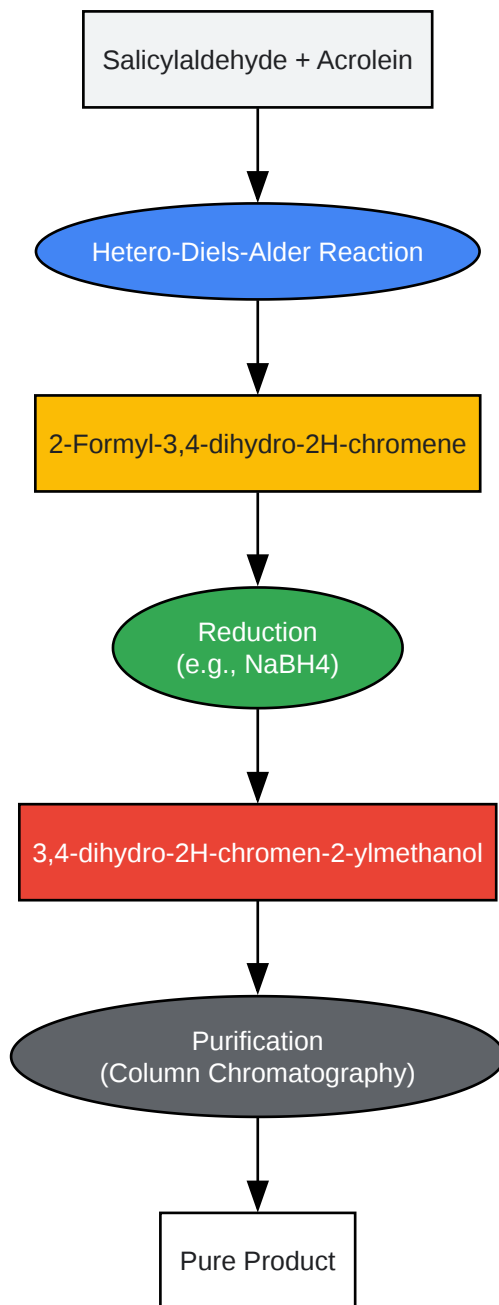 Salicylaldehyde + Acrolein
Hetero-Diels-Alder Reaction
2-Formyl-3,4-dihydro-2H-chromene
Reduction
(e.g., NaBH4)
3,4-dihydro-2H-chromen-2-ylmethanol
Purification
(Column Chromatography)
Pure Product